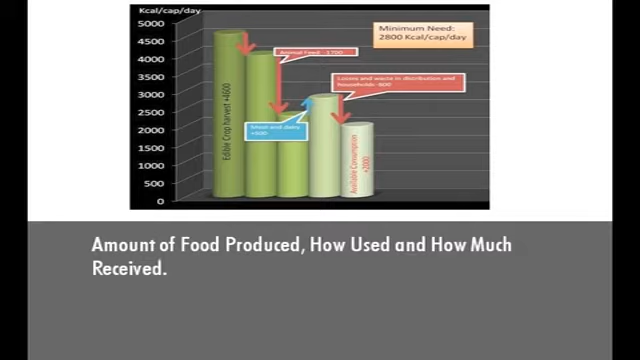 Kcal/cap/day
5000
4500
4000
3500
3000
2500
2000
1500
1000
500
0
Minimum Need:
2800 Kcal/cap/day
Animal Feed -1700
Losses and waste in distribution and
households -800
Meat and dairy
+500
Edible Crop harvest +4600
Available Consumption
+2000
Amount of Food Produced, How Used and How Much
Received.